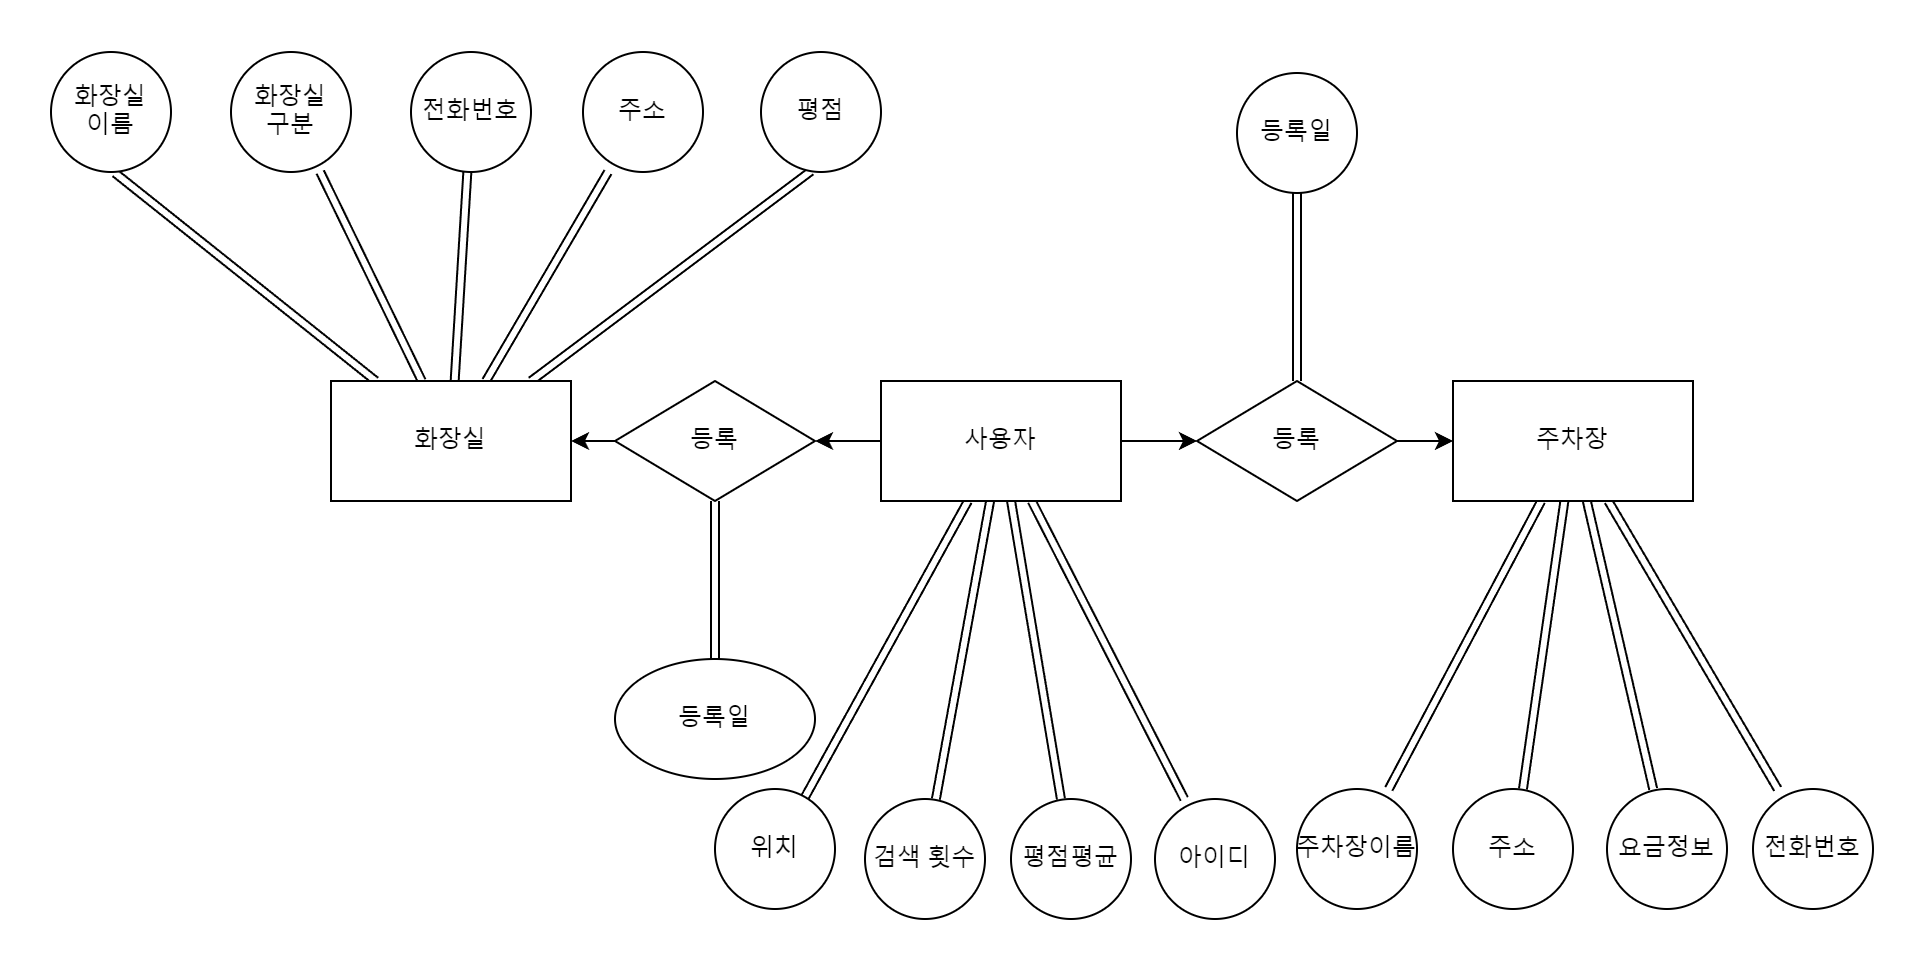 화장실
이름
화장실
구분
전화번호
주소
평점
등록일
화장실
등록
사용자
등록
주차장
등록일
위치
검색 횟수
평점평균
아이디
주차장이름
주소
요금정보
전화번호